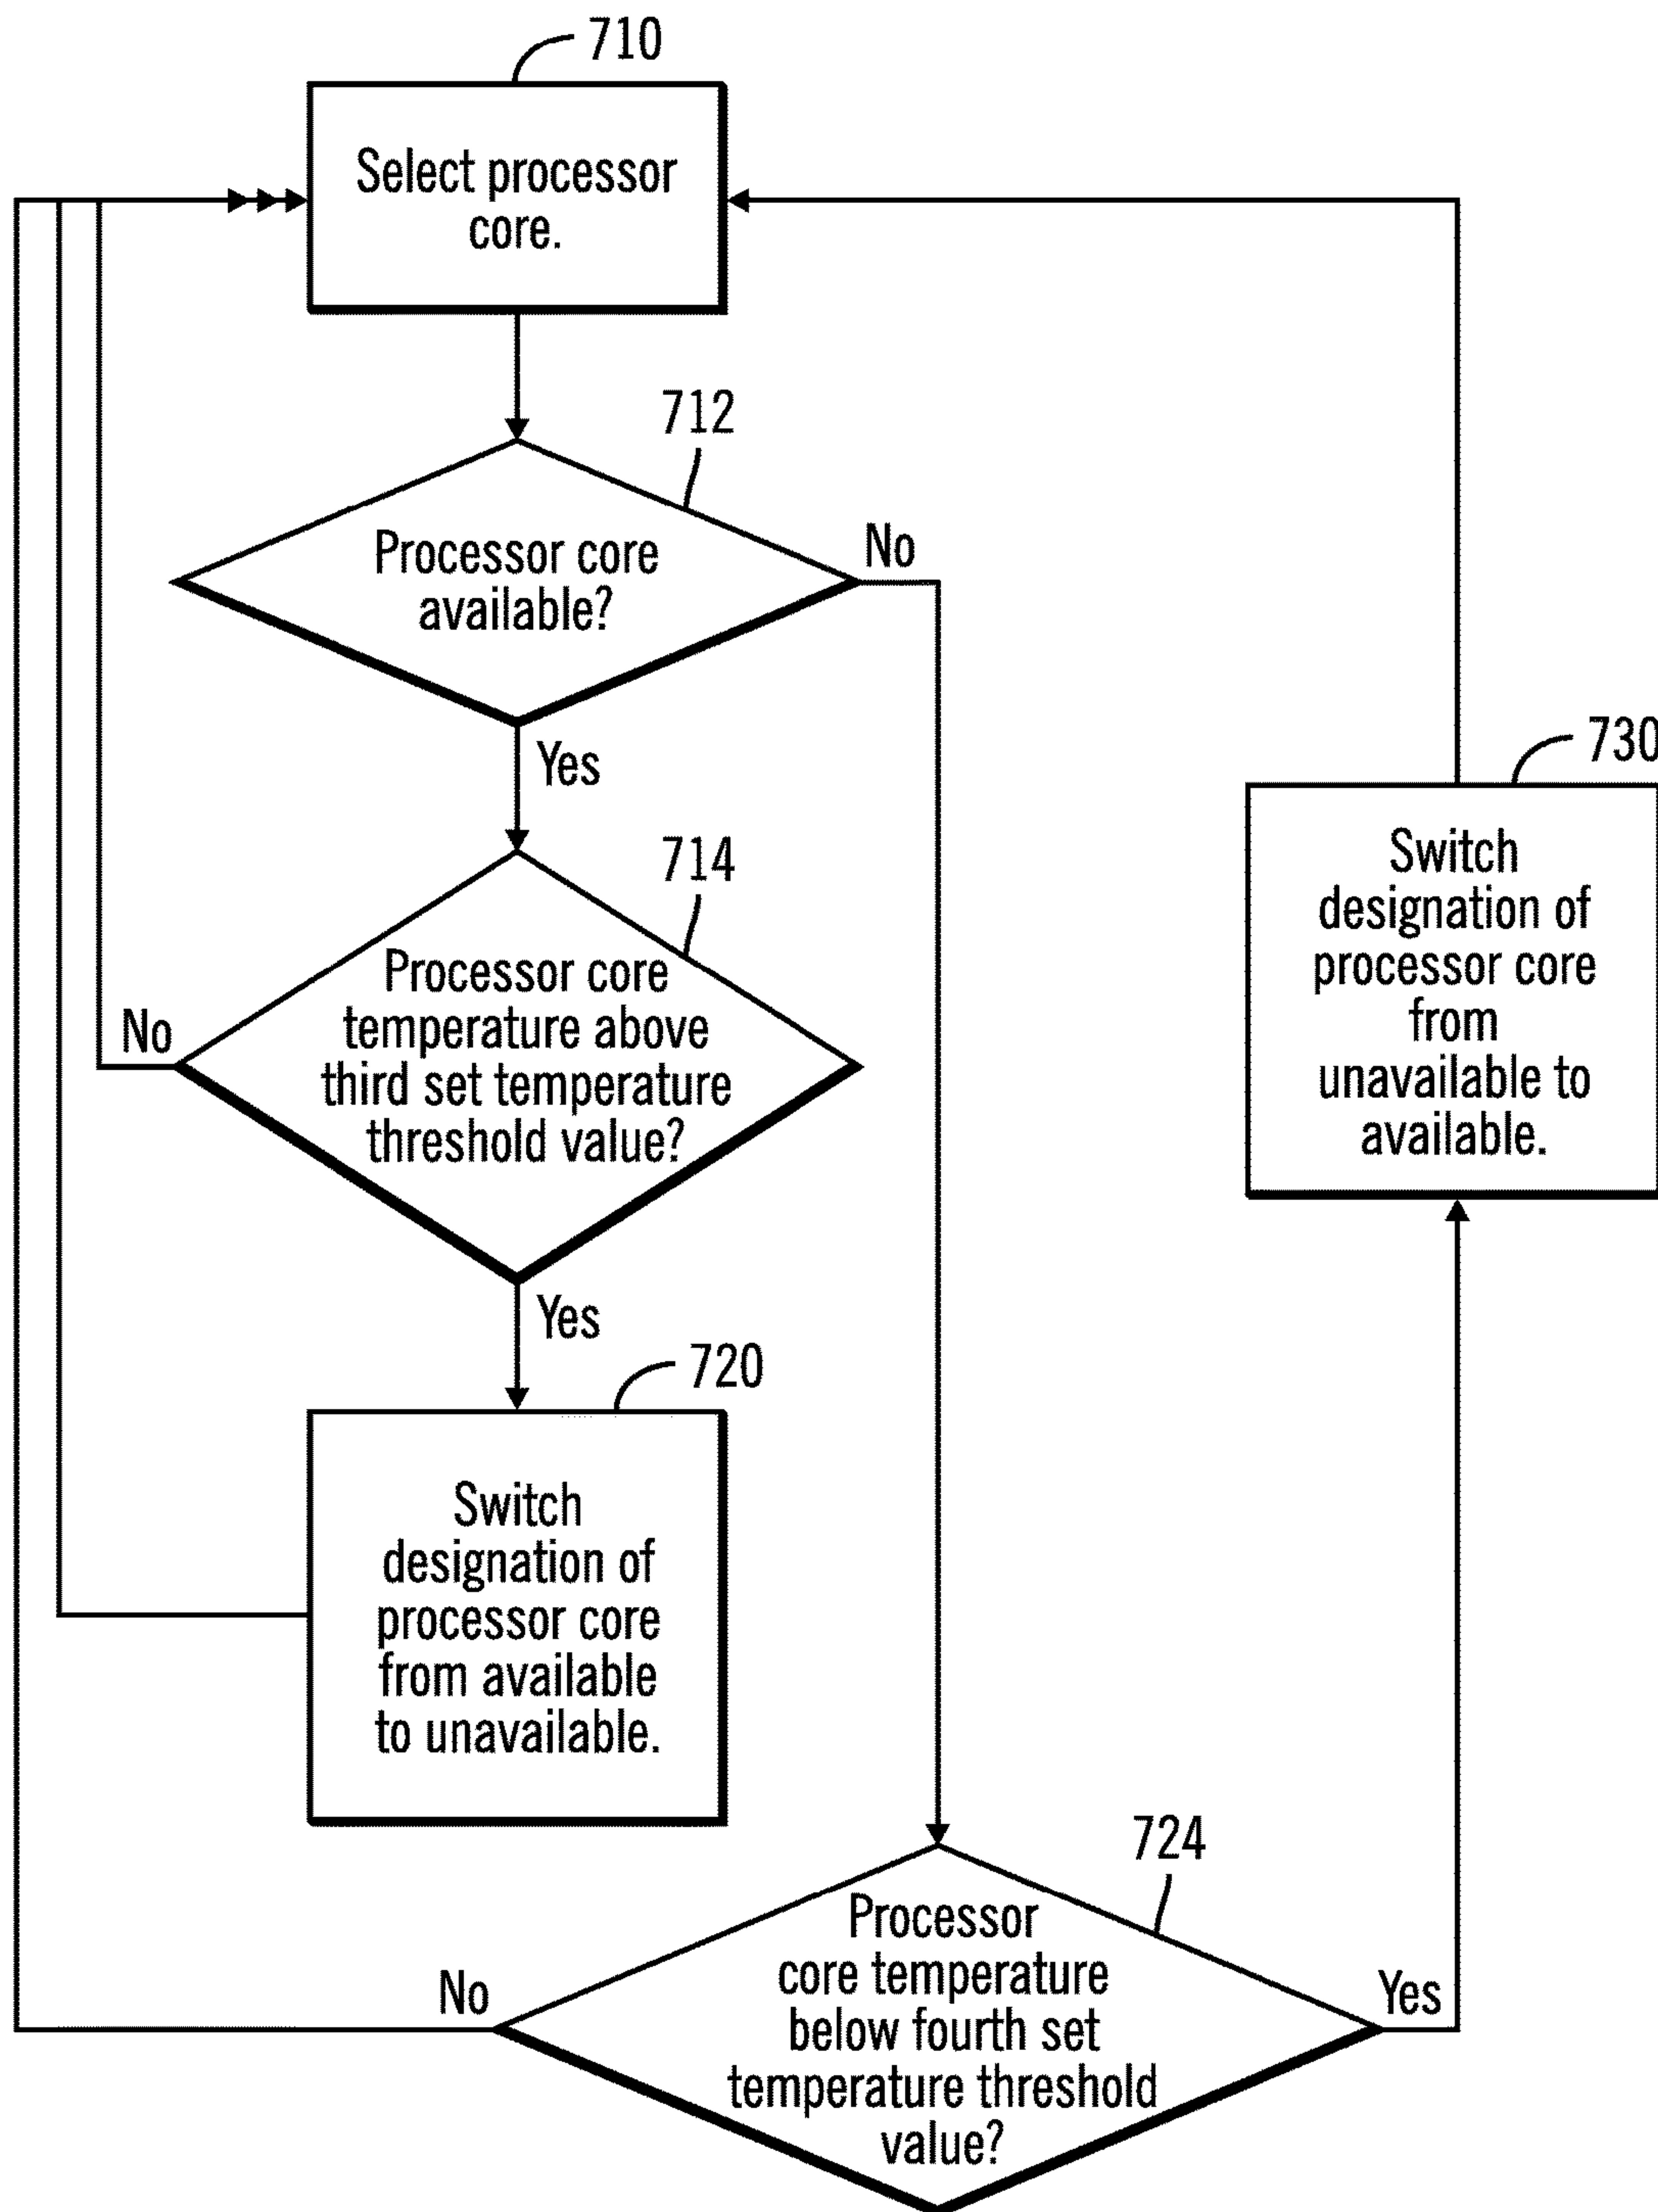 710
Select processor
core.
712
Processor core
available?
No
Yes
714
Processor core
temperature above
third set temperature
threshold value?
No
Yes
720
Switch
designation of
processor core
from available
to unavailable.
730
Switch
designation of
processor core
from
unavailable to
available.
724
Processor
core temperature
below fourth set
temperature threshold
value?
No
Yes